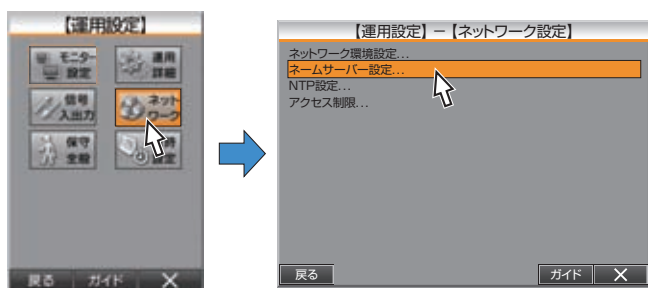 【運用設定】
モニター
設定
運用
詳細
信号
入出力
ネット
ワーク
保守
全般
時
設定
戻る ガイド ×
【運用設定】－【ネットワーク設定】
ネットワーク環境設定...
ネームサーバー設定...
NTP設定...
アクセス制限...
戻る ガイド ×